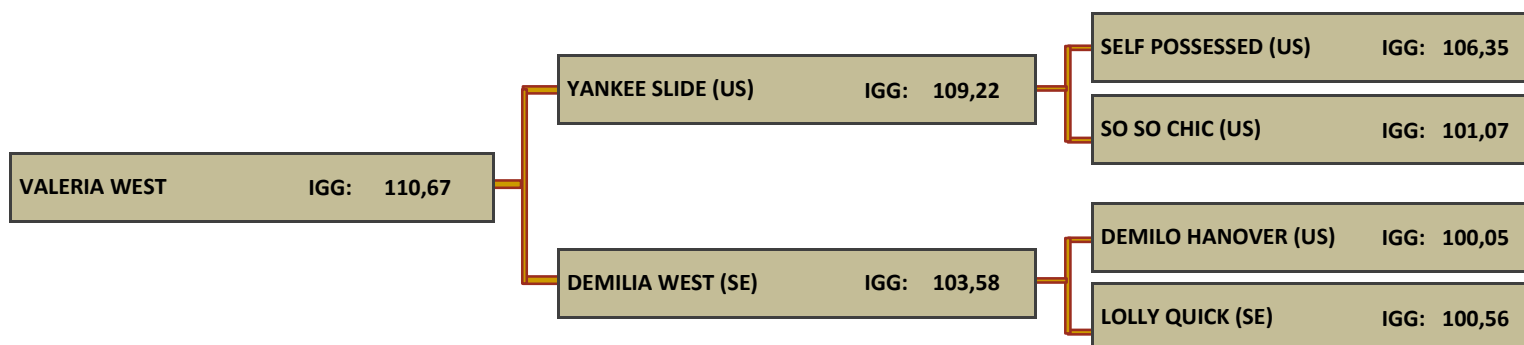 SELF POSSESSED (US) IGG: 106,35
YANKEE SLIDE (US) IGG: 109,22
SO SO CHIC (US) IGG: 101,07
VALERIA WEST IGG: 110,67
DEMILO HANOVER (US) IGG: 100,05
DEMILIA WEST (SE) IGG: 103,58
LOLLY QUICK (SE) IGG: 100,56